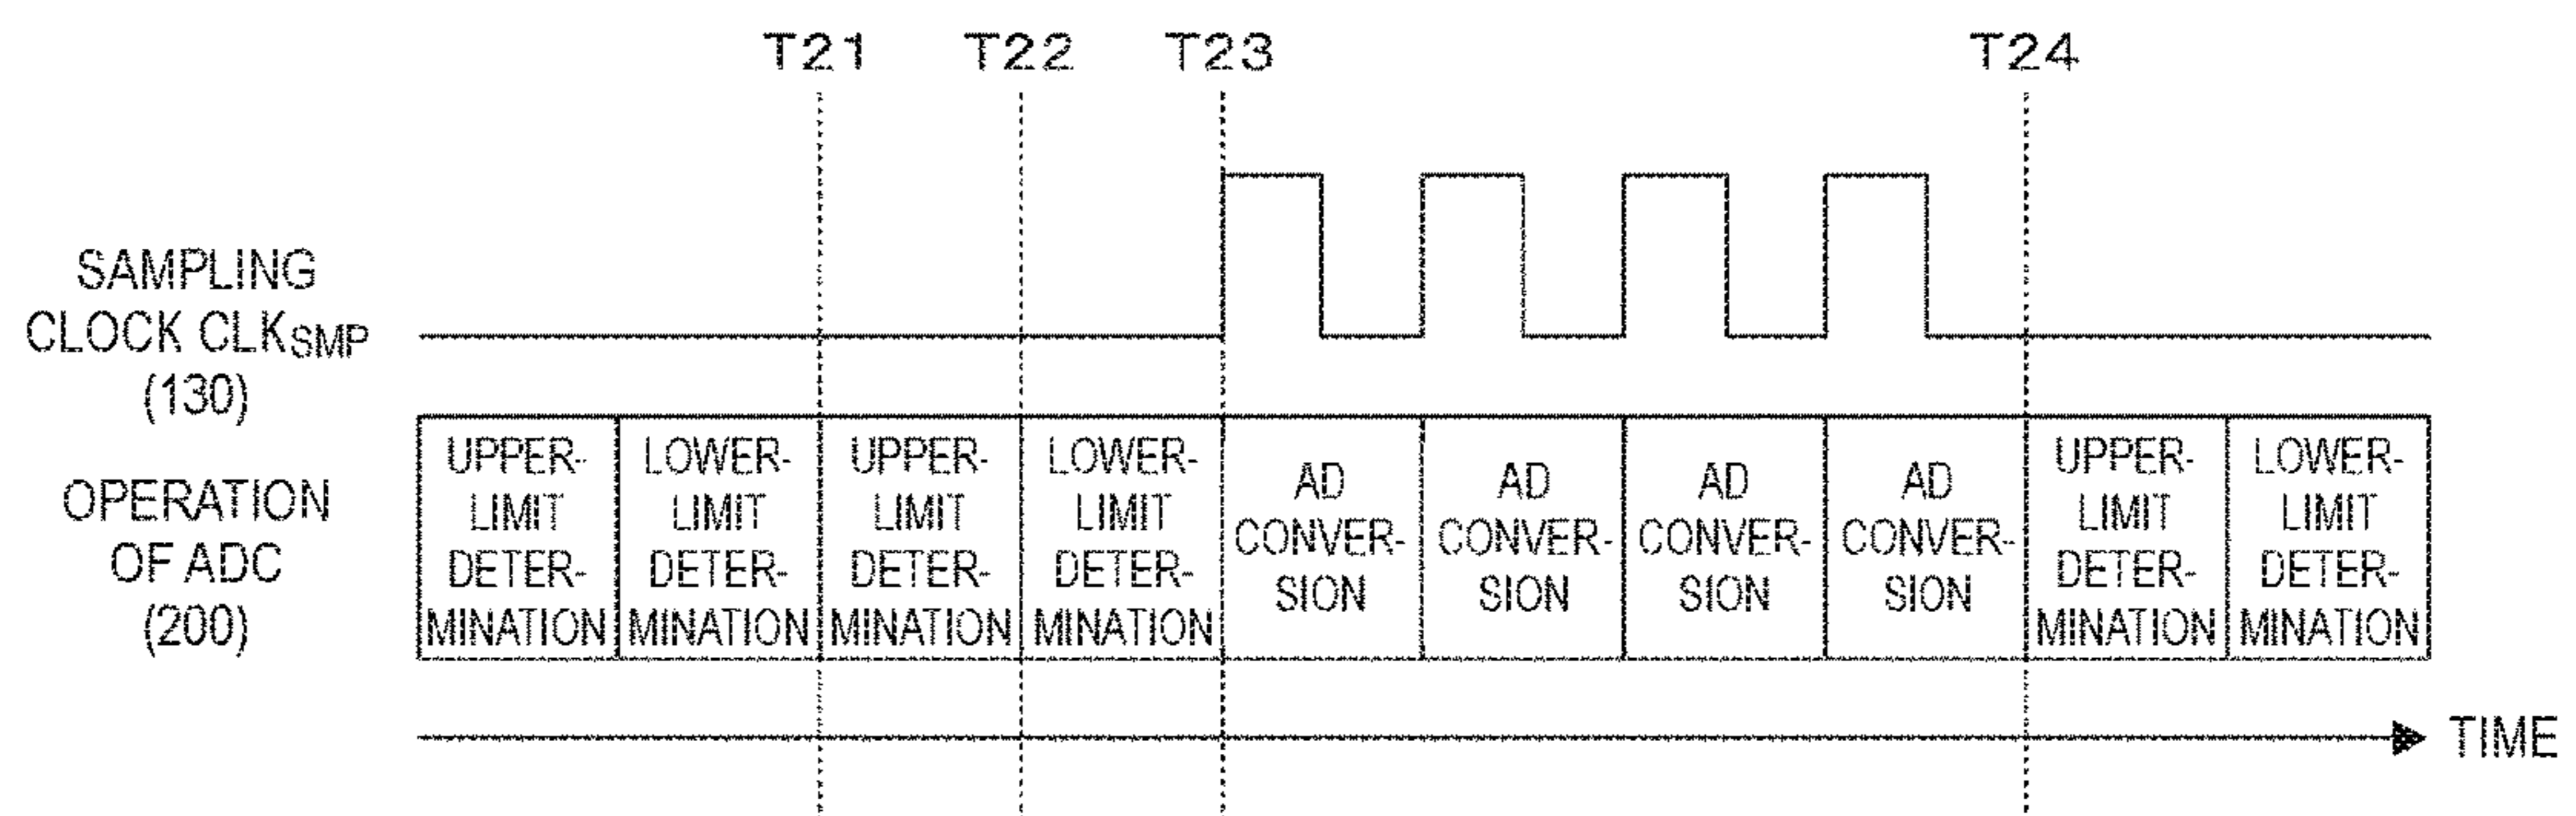 T21 T22 T23 T24
SAMPLING
CLOCK CLKSMP
(130)
OPERATION
OF ADC
(200)
UPPER-
LIMIT
DETER-
MINATION
LOWER-
LIMIT
DETER-
MINATION
UPPER-
LIMIT
DETER-
MINATION
LOWER-
LIMIT
DETER-
MINATION
AD
CONVER-
SION
AD
CONVER-
SION
AD
CONVER-
SION
AD
CONVER-
SION
UPPER-
LIMIT
DETER-
MINATION
LOWER-
LIMIT
DETER-
MINATION
TIME